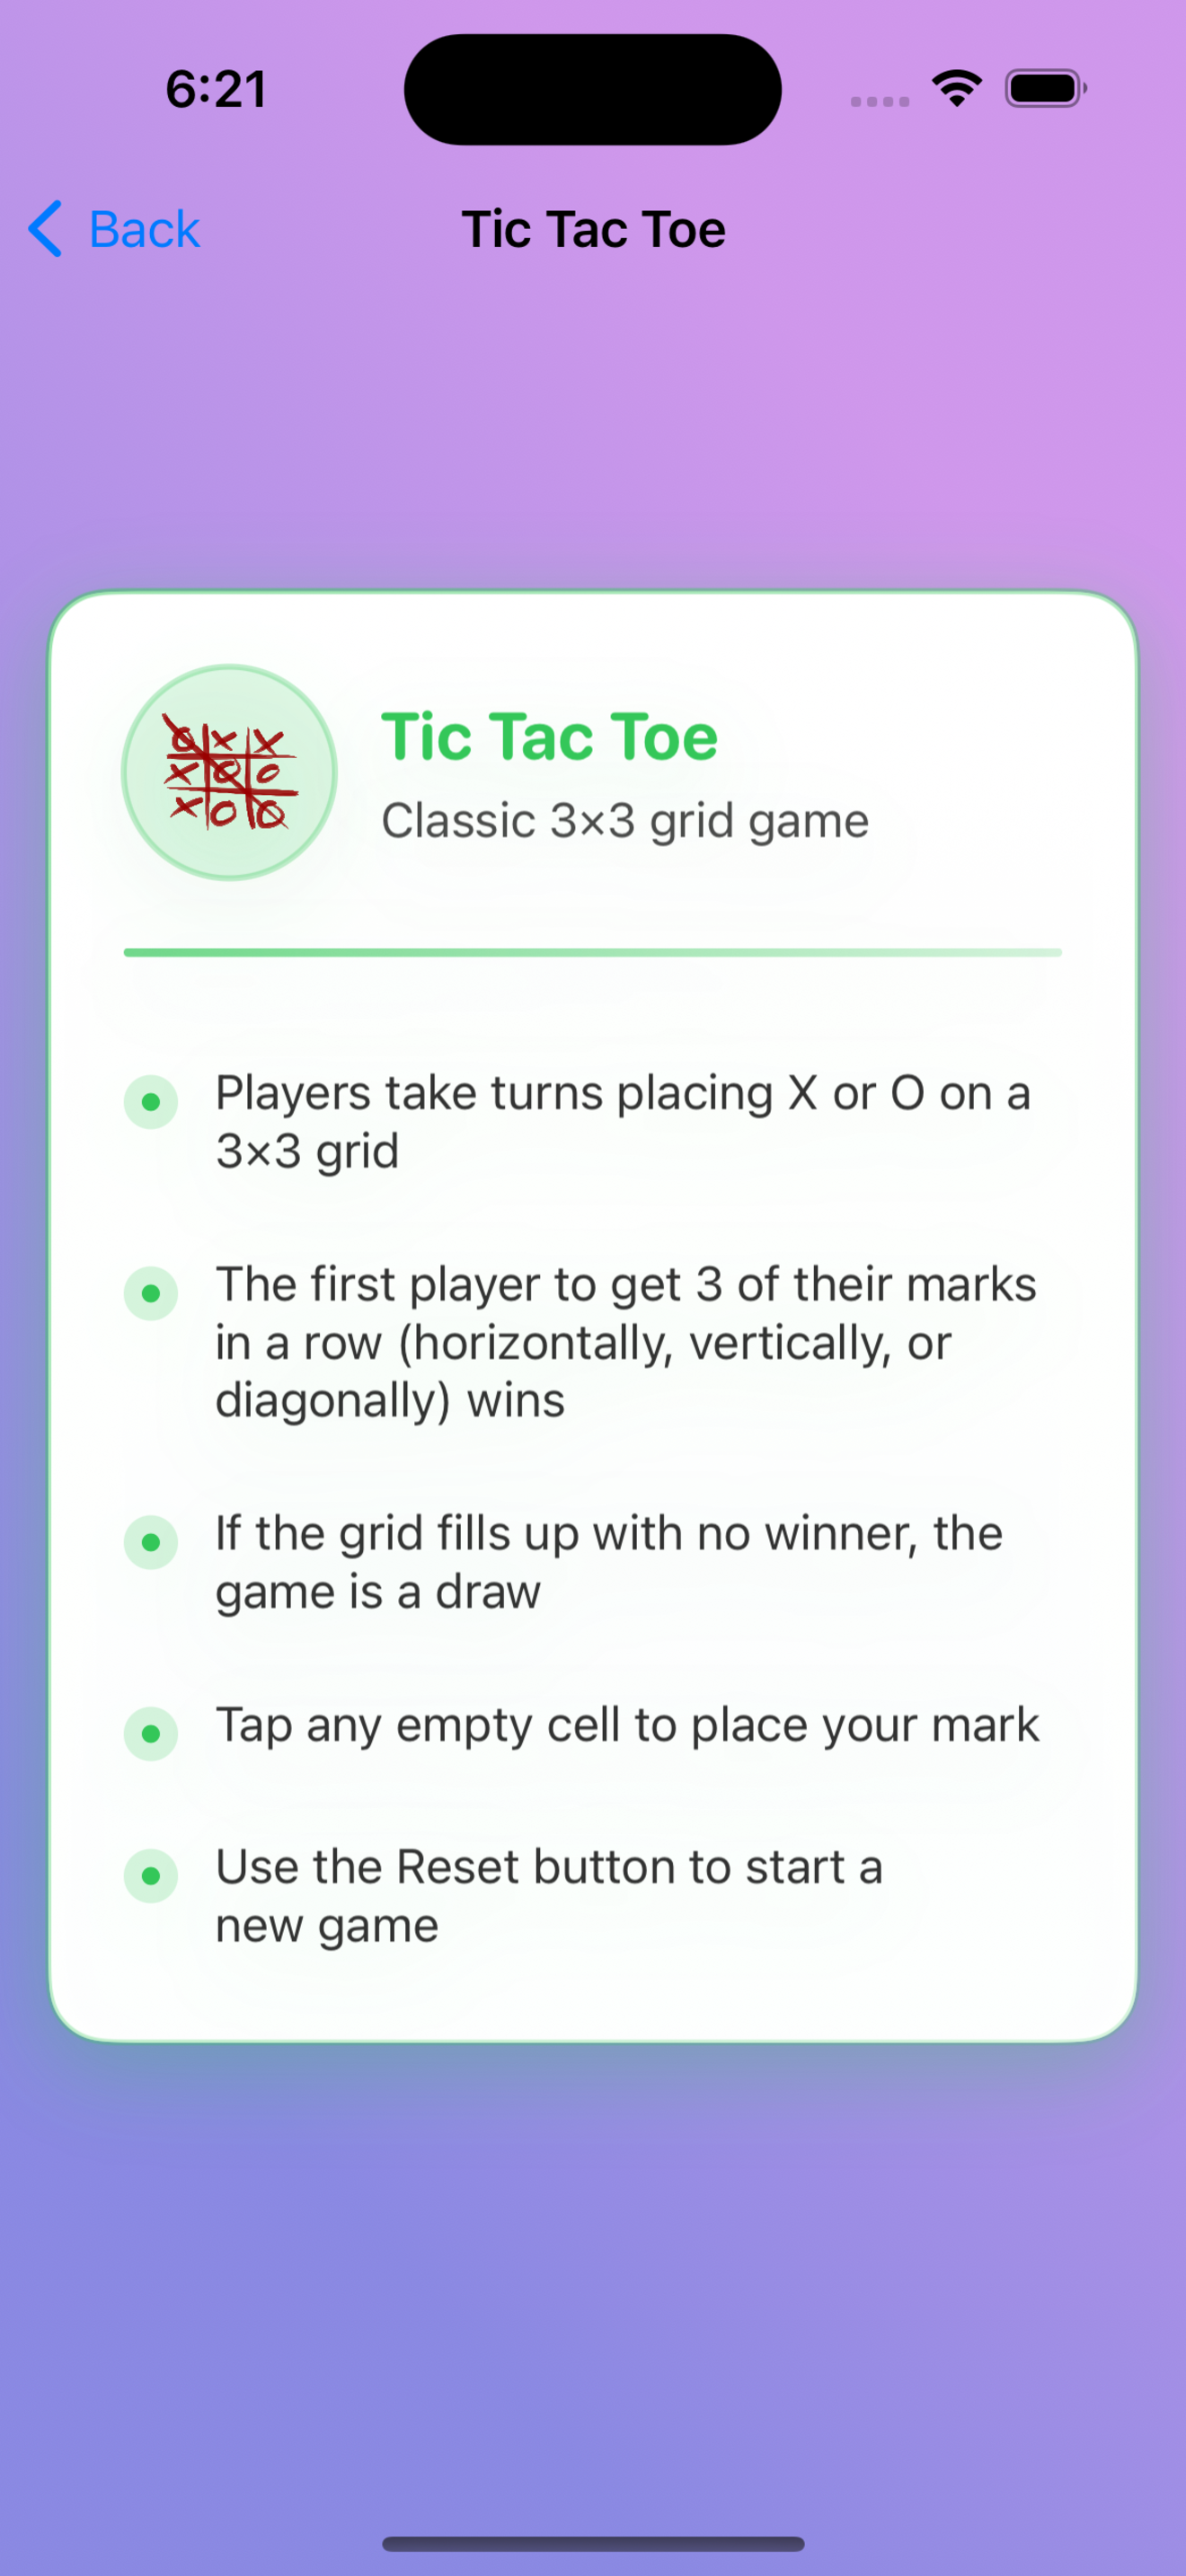 6:21
Back
Tic Tac Toe
Tic Tac Toe
Classic 3×3 grid game
Players take turns placing X or O on a
3×3 grid
The first player to get 3 of their marks
in a row (horizontally, vertically, or
diagonally) wins
If the grid fills up with no winner, the
game is a draw
Tap any empty cell to place your mark
Use the Reset button to start a
new game